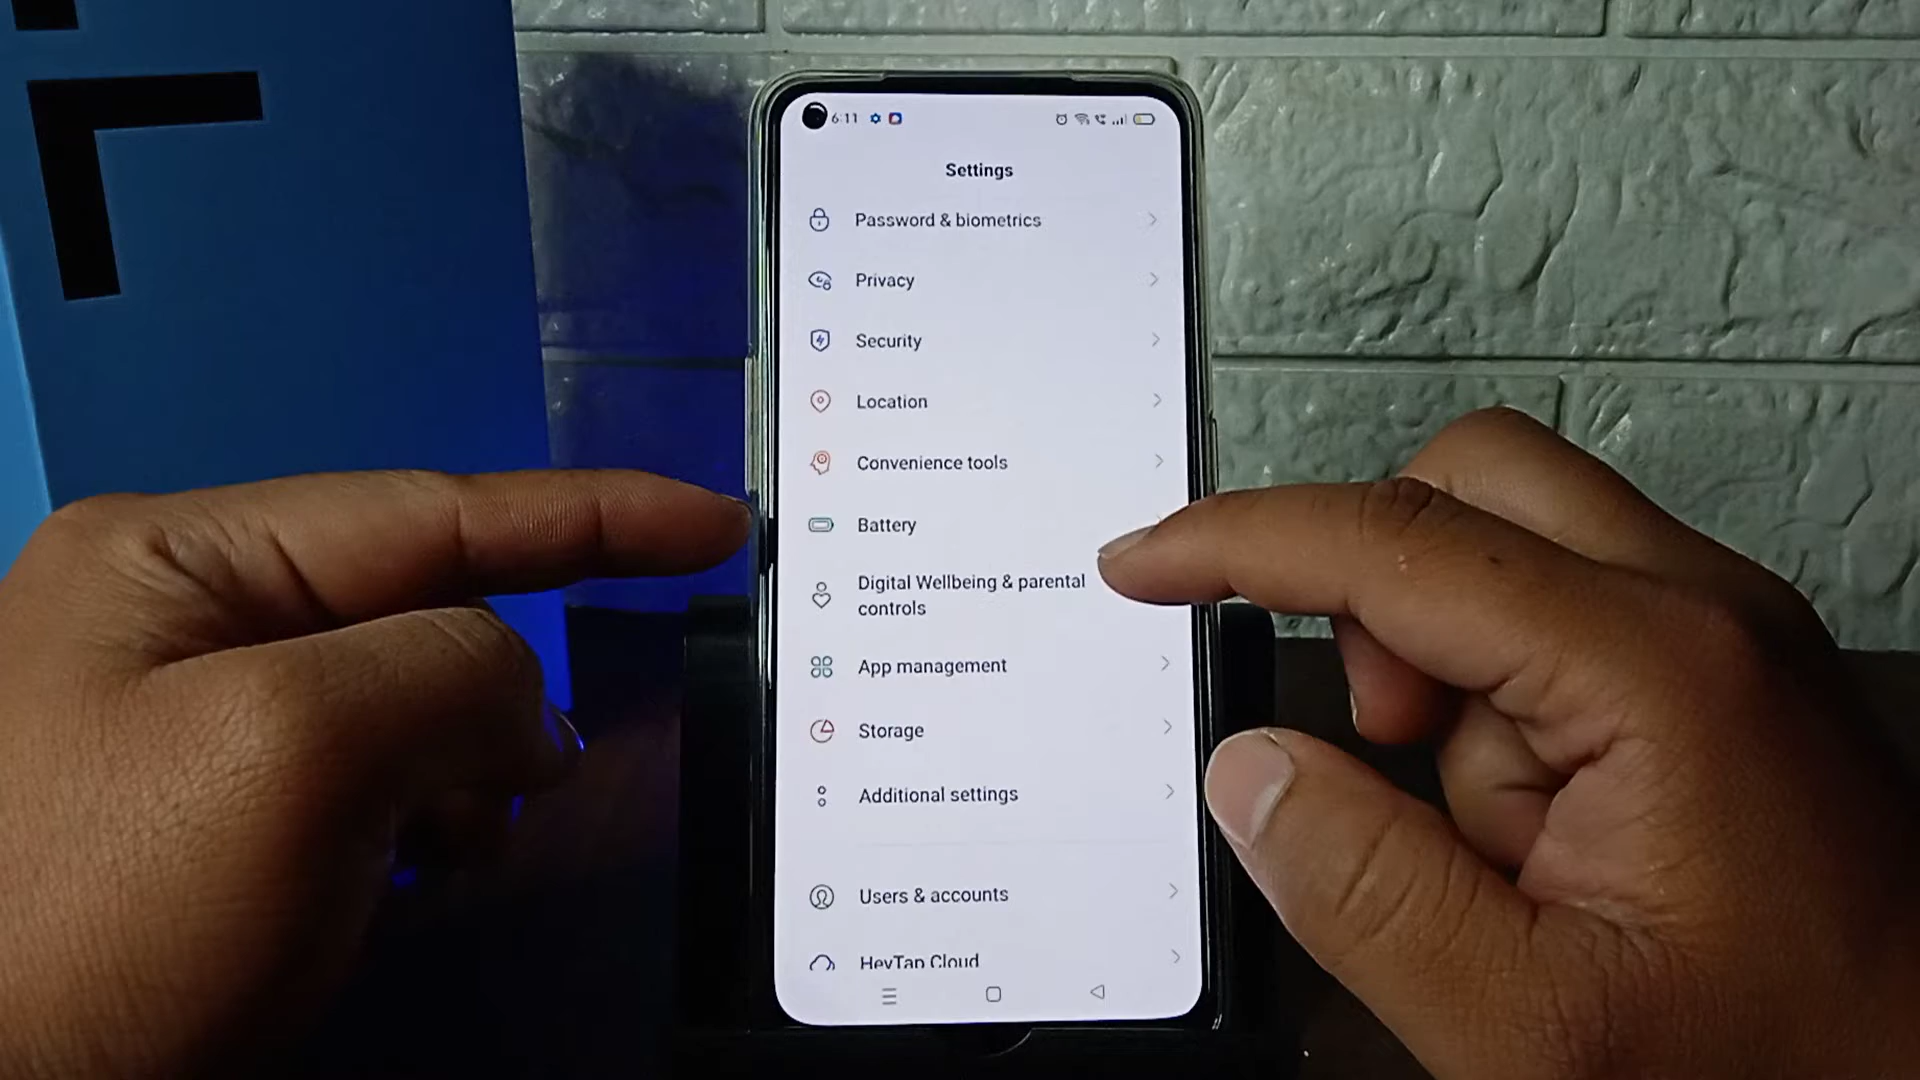 6:11
Settings
Password & biometrics
Privacy
Security
Location
Convenience tools
Battery
Digital Wellbeing & parental
controls
App management
Storage
Additional settings
Users & accounts
HeyTap Cloud